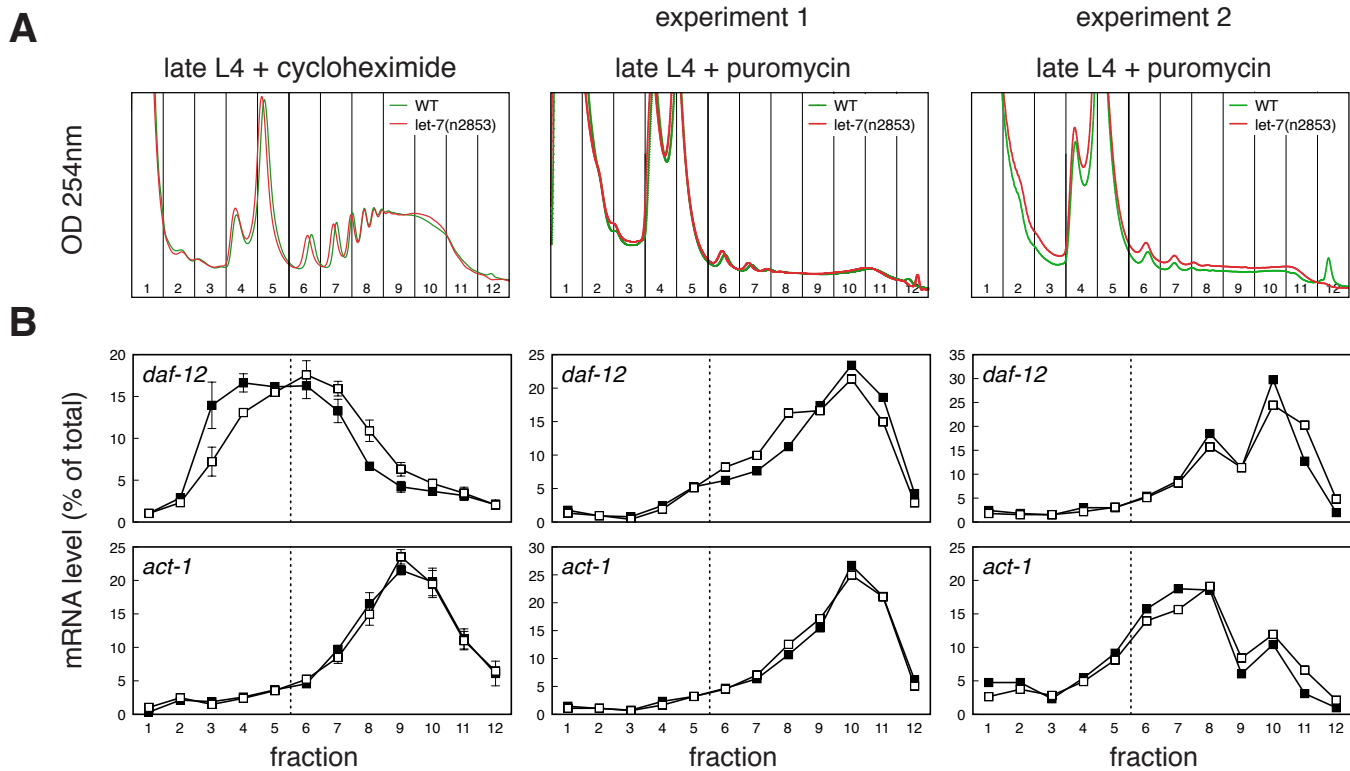 A
experiment 1
experiment 2
late L4 + cycloheximide
late L4 + puromycin
late L4 + puromycin
OD 254nm
WT
let-7(n2853)
1 2 3 4 5 6 7 8 9 10 11 12
WT
let-7(n2853)
1 2 3 4 5 6 7 8 9 10 11 12
WT
let-7(n2853)
1 2 3 4 5 6 7 8 9 10 11 12
B
mRNA level (% of total)
daf-12
20
15
10
5
0
daf-12
25
20
15
10
5
0
daf-12
35
30
25
20
15
10
5
0
act-1
25
20
15
10
5
0
1 2 3 4 5 6 7 8 9 10 11 12
fraction
act-1
30
25
20
15
10
5
0
1 2 3 4 5 6 7 8 9 10 11 12
fraction
act-1
25
20
15
10
5
0
1 2 3 4 5 6 7 8 9 10 11 12
fraction